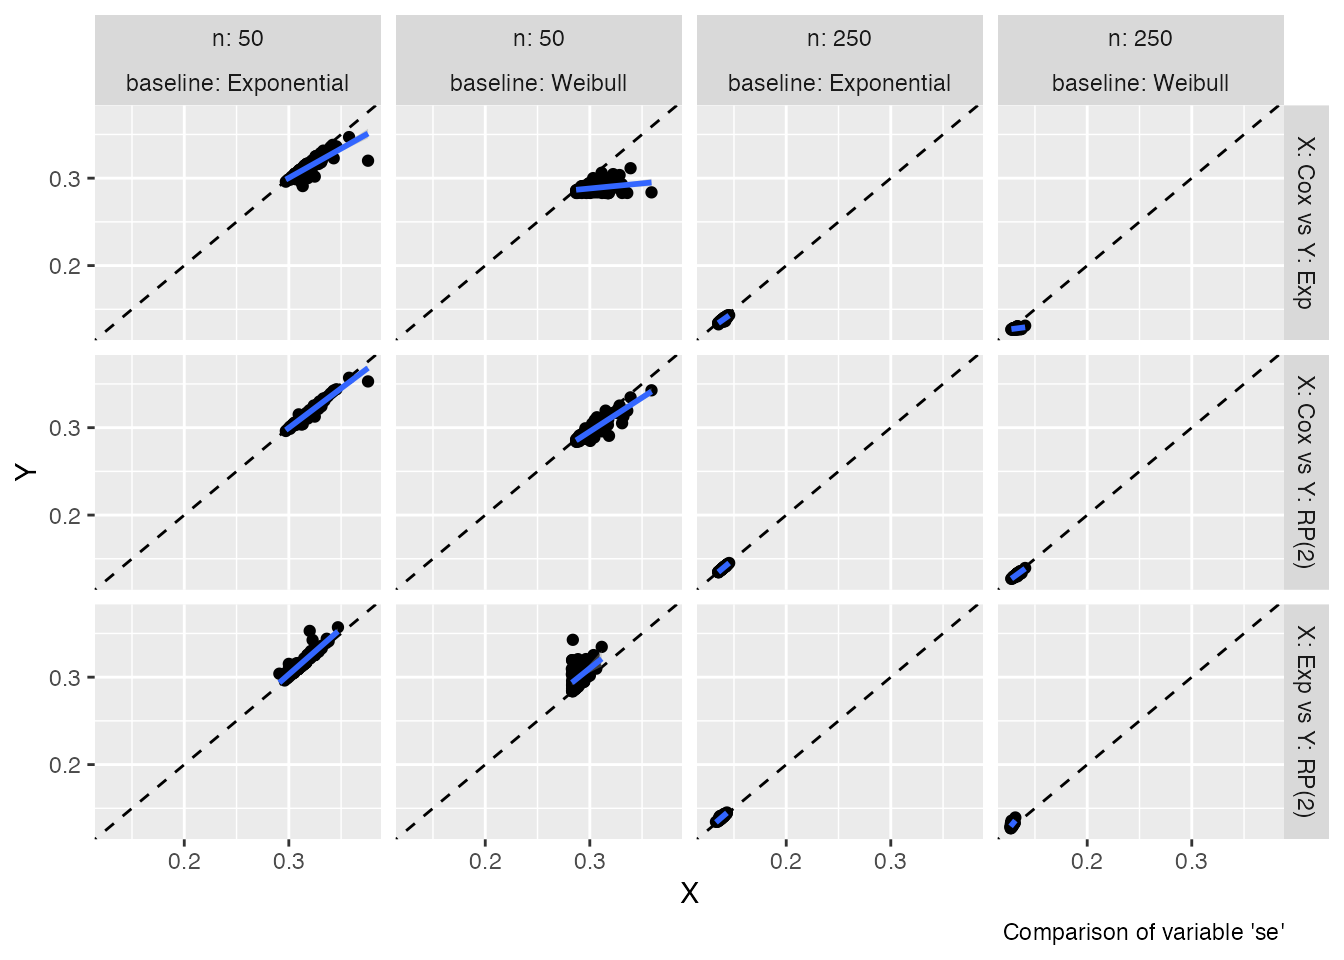 n: 50
baseline: Exponential
n: 50
baseline: Weibull
n: 250
baseline: Exponential
n: 250
baseline: Weibull
0.3
0.2
X: Cox vs Y: Exp
0.3
0.2
X: Cox vs Y: RP(2)
0.3
0.2
X: Exp vs Y: RP(2)
Y
0.2 0.3 0.2 0.3 0.2 0.3 0.2 0.3
X
Comparison of variable 'se'